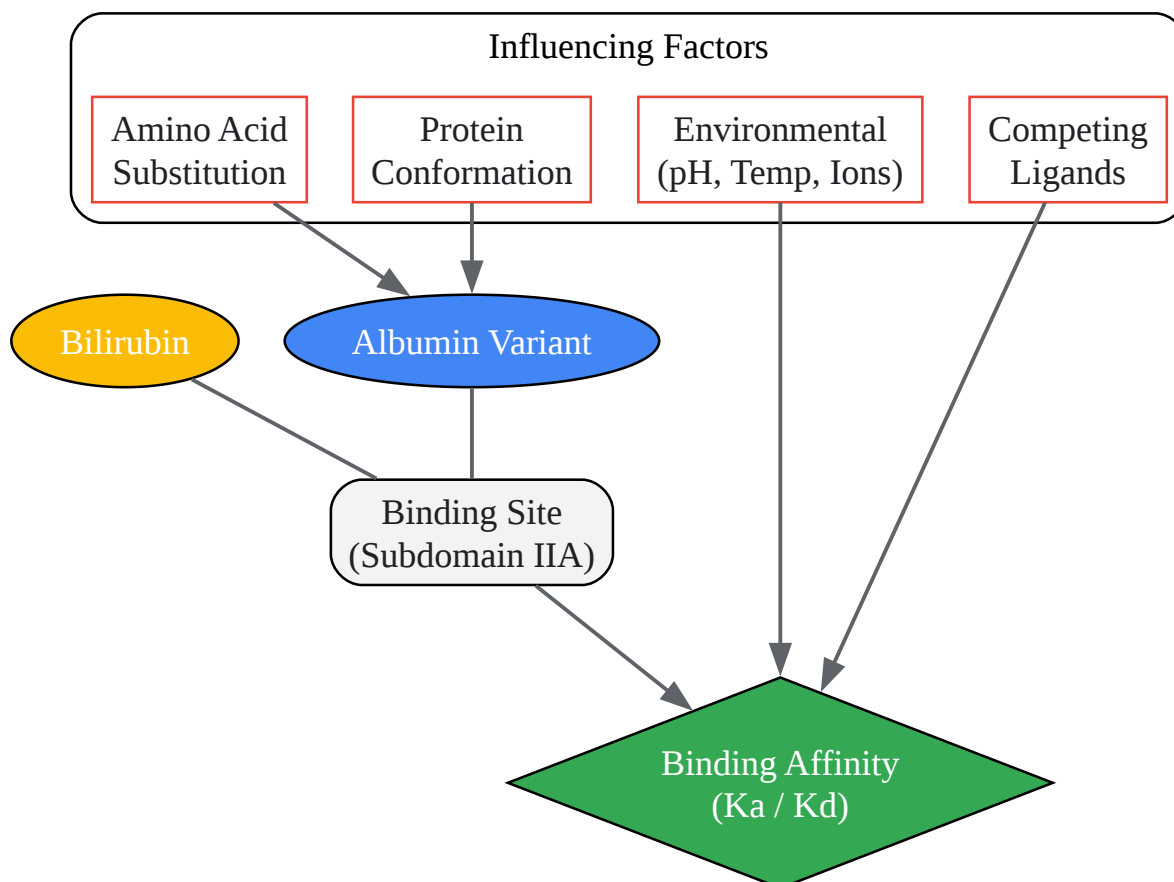 Influencing Factors
Amino Acid
Substitution
Protein
Conformation
Environmental
(pH, Temp, Ions)
Competing
Ligands
Bilirubin
Albumin Variant
Binding Site
(Subdomain IIA)
Binding Affinity
(Ka / Kd)